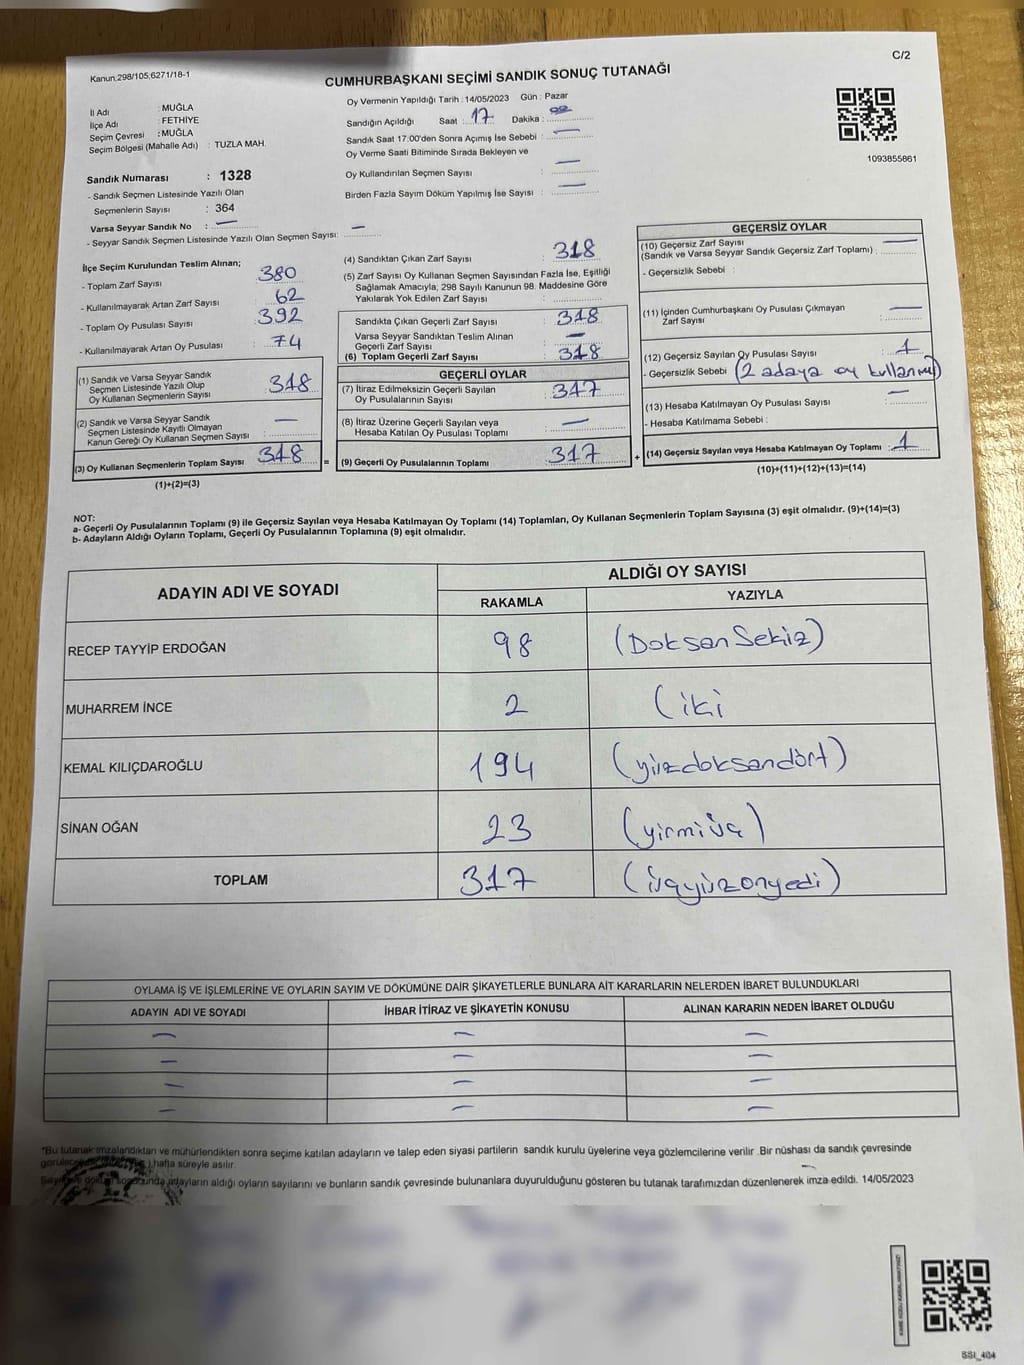 C/2
Kanun,298/105;6271/18-1
CUMHURBAŞKANI SEÇİMİ SANDIK SONUÇ TUTANAĞI
İl Adı : MUĞLA
İlçe Adı : FETHİYE
Seçim Çevresi : MUĞLA
Seçim Bölgesi (Mahalle Adı) : TUZLA MAH.
Oy Vermenin Yapıldığı Tarih : 14/05/2023 Gün : Pazar
Sandığın Açıldığı Saat : 17 Dakika :
Sandık Saat 17:00'den Sonra Açmış İse Sebebi : —
Oy Verme Saati Bitiminde Sırada Bekleyen ve
Oy Kullandırılan Seçmen Sayısı : —
Birden Fazla Sayım Döküm Yapılmış İse Sayısı : —
1093855861
Sandık Numarası : 1328
- Sandık Seçmen Listesinde Yazılı Olan
Seçmenlerin Sayısı : 364
Varsa Seyyar Sandık No : —
- Seyyar Sandık Seçmen Listesinde Yazılı Olan Seçmen Sayısı: —
İlçe Seçim Kurulundan Teslim Alınan;
- Toplam Zarf Sayısı : 380
- Kullanılmayarak Artan Zarf Sayısı : 62
- Toplam Oy Pusulası Sayısı : 392
- Kullanılmayarak Artan Oy Pusulası : 74
(1) Sandık ve Varsa Seyyar Sandık
Seçmen Listesinde Yazılı Olup
Oy Kullanan Seçmenlerin Sayısı : 318
(2) Sandık ve Varsa Seyyar Sandık
Seçmen Listesinde Kayıtlı Olmayan
Kanun Gereği Oy Kullanan Seçmen Sayısı : —
(3) Oy Kullanan Seçmenlerin Toplam Sayısı : 318
(1)+(2)=(3)
(4) Sandıktan Çıkan Zarf Sayısı : 318
(5) Zarf Sayısı Oy Kullanan Seçmen Sayısından Fazla İse, Eşitliği
Sağlamak Amacıyla, 298 Sayılı Kanunun 98. Maddesine Göre
Yakılarak Yok Edilen Zarf Sayısı :
Sandıkta Çıkan Geçerli Zarf Sayısı : 318
Varsa Seyyar Sandıktan Teslim Alınan
Geçerli Zarf Sayısı : —
(6) Toplam Geçerli Zarf Sayısı : 318
GEÇERLİ OYLAR
(7) İtiraz Edilmeksizin Geçerli Sayılan
Oy Pusulalarının Sayısı : 317
(8) İtiraz Üzerine Geçerli Sayılan veya
Hesaba Katılan Oy Pusulası Toplamı : —
= (9) Geçerli Oy Pusulalarının Toplamı : 317
GEÇERSİZ OYLAR
(10) Geçersiz Zarf Sayısı
(Sandık ve Varsa Seyyar Sandık Geçersiz Zarf Toplamı) : —
- Geçersizlik Sebebi :
(11) İçinden Cumhurbaşkanı Oy Pusulası Çıkmayan
Zarf Sayısı : —
(12) Geçersiz Sayılan Oy Pusulası Sayısı : 1
- Geçersizlik Sebebi (2 adaya oy kullanmış)
(13) Hesaba Katılmayan Oy Pusulası Sayısı : —
- Hesaba Katılmama Sebebi :
+ (14) Geçersiz Sayılan veya Hesaba Katılmayan Oy Toplamı : 1
(10)+(11)+(12)+(13)=(14)
NOT:
a- Geçerli Oy Pusulalarının Toplamı (9) ile Geçersiz Sayılan veya Hesaba Katılmayan Oy Toplamı (14) Toplamları, Oy Kullanan Seçmenlerin Toplam Sayısına (3) eşit olmalıdır. (9)+(14)=(3)
b- Adayların Aldığı Oyların Toplamı, Geçerli Oy Pusulalarının Toplamına (9) eşit olmalıdır.
ADAYIN ADI VE SOYADI ALDIĞI OY SAYISI
RAKAMLA YAZIYLA
RECEP TAYYİP ERDOĞAN 98 (Doksan Sekiz)
MUHARREM İNCE 2 (iki
KEMAL KILIÇDAROĞLU 194 (yüzdoksandört)
SİNAN OĞAN 23 (yirmiüç)
TOPLAM 317 (üçyüzonyedi)
OYLAMA İŞ VE İŞLEMLERİNE VE OYLARIN SAYIM VE DÖKÜMÜNE DAİR ŞİKAYETLERLE BUNLARA AİT KARARLARIN NELERDEN İBARET BULUNDUKLARI
ADAYIN ADI VE SOYADI İHBAR İTİRAZ VE ŞİKAYETİN KONUSU ALINAN KARARIN NEDEN İBARET OLDUĞU
— — —
— — —
— — —
— — —
*Bu tutanak imzalandıktan ve mühürlendikten sonra seçime katılan adayların ve talep eden siyasi partilerin sandık kurulu üyelerine veya gözlemcilerine verilir .Bir nüshası da sandık çevresinde
hafta süreyle asılır.
adayların aldığı oyların sayılarını ve bunların sandık çevresinde bulunanlara duyurulduğunu gösteren bu tutanak tarafımızdan düzenlenerek imza edildi. 14/05/2023
SSI_404